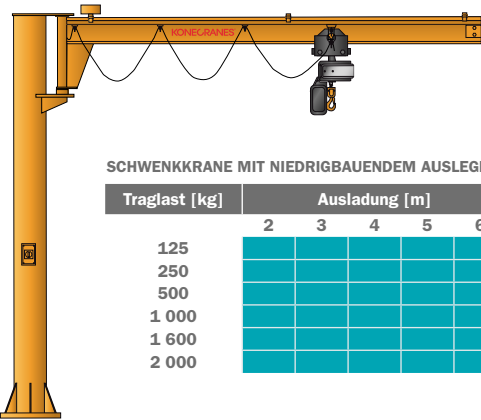 KONECRANES
SCHWENKKRANE MIT NIEDRIGBAUENDEM
Traglast [kg] Ausladung [m]
2 3 4 5 6
125
250
500
1 000
1 600
2 000